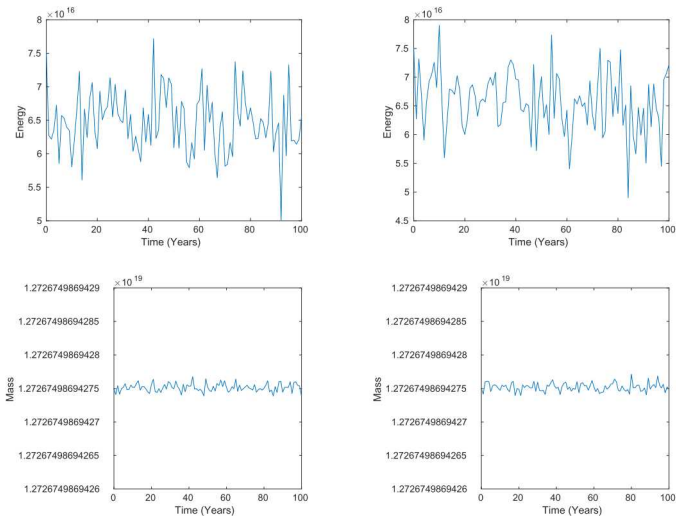 × 10 16
8
7.5
7
6.5
6
5.5
5
Energy
0 20 40 60 80 100
Time (Years)
× 10 16
8
7.5
7
6.5
6
5.5
5
4.5
Energy
0 20 40 60 80 100
Time (Years)
× 10 19
1.27267498694​29
1.27267498694285
1.2726749869428
1.27267498694275
1.2726749869427
1.27267498694265
1.2726749869426
Mass
0 20 40 60 80 100
Time (Years)
× 10 19
1.2726749869429
1.27267498694285
1.2726749869428
1.27267498694275
1.2726749869427
1.27267498694265
1.2726749869426
Mass
0 20 40 60 80 100
Time (Years)